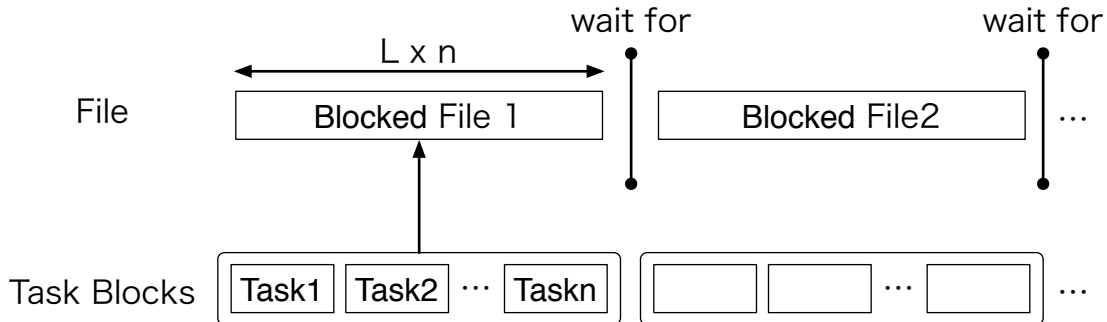 wait for
wait for
L x n
File
Blocked File 1
Blocked File2
…
Task Blocks
Task1
Task2
…
Taskn
…
…